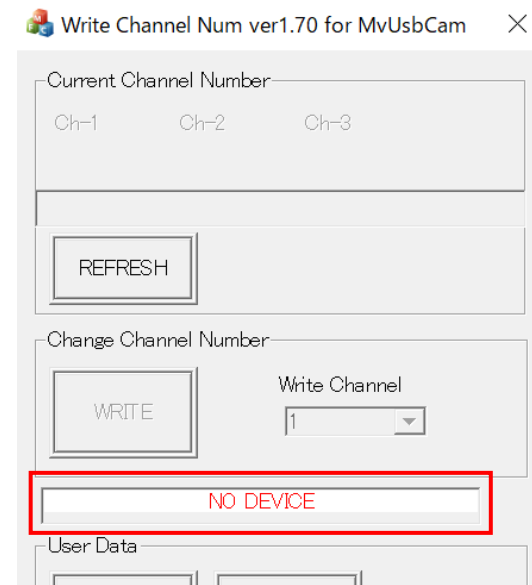 Write Channel Num ver1.70 for MvUsbCam
Current Channel Number
Ch-1 Ch-2 Ch-3
REFRESH
Change Channel Number
Write Channel
WRITE
1
NO DEVICE
User Data